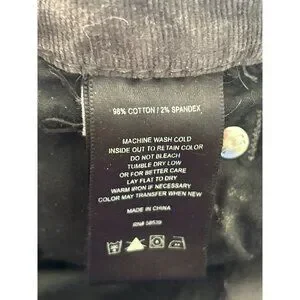 98% COTTON / 2% SPANDEX
MACHINE WASH COLD
INSIDE OUT TO RETAIN COLOR
DO NOT BLEACH
TUMBLE DRY LOW
OR FOR BETTER CARE
LAY FLAT TO DRY
WARM IRON IF NECESSARY
COLOR MAY TRANSFER WHEN NEW
MADE IN CHINA
RN# 58539